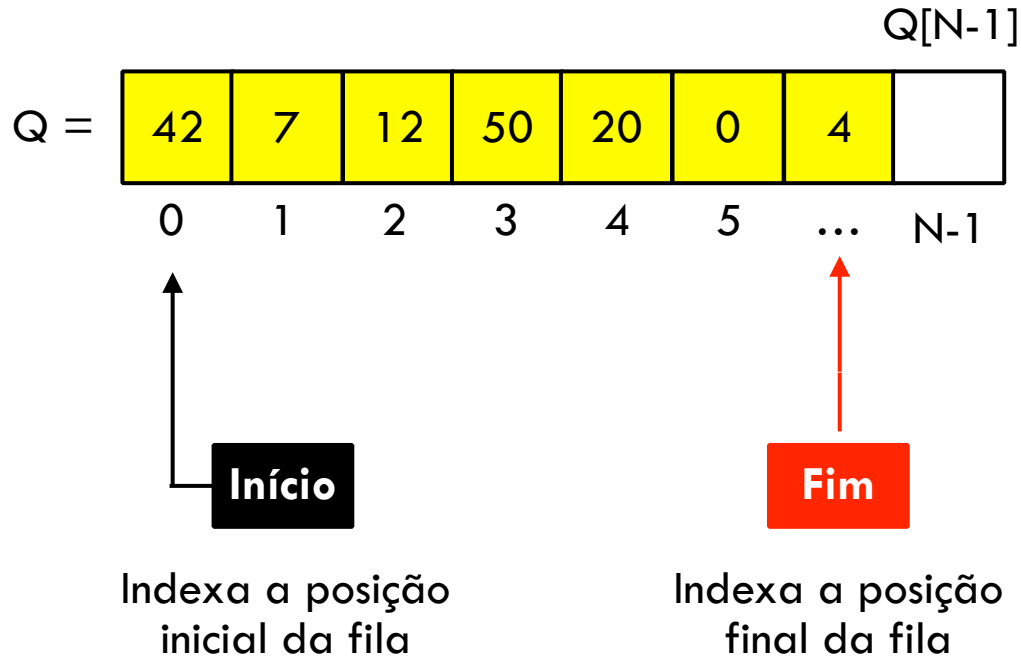 Q[N-1]
Q = 42 7 12 50 20 0 4
0 1 2 3 4 5 ... N-1
Início Fim
Indexa a posição Indexa a posição
inicial da fila final da fila